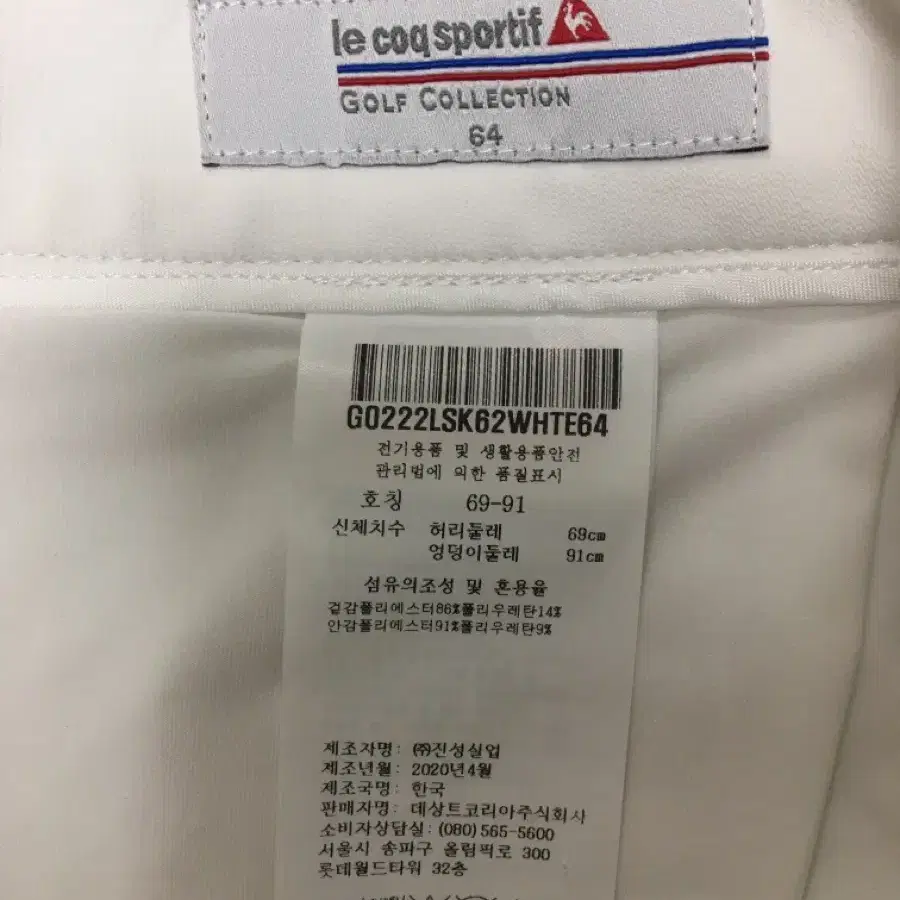 le coq sportif
GOLF COLLECTION
64
G0222LSK62WHTE64
전기용품 및 생활용품안전
관리법에 의한 품질표시
호칭 69-91
신체치수 허리둘레 69cm
엉덩이둘레 91cm
섬유의조성 및 혼용율
겉감폴리에스터86%폴리우레탄14%
안감폴리에스터91%폴리우레탄9%
제조자명: ㈜진성실업
제조년월: 2020년4월
제조국명: 한국
판매자명: 데상트코리아주식회사
소비자상담실: (080) 565-5600
서울시 송파구 올림픽로 300
롯데월드타워 32층